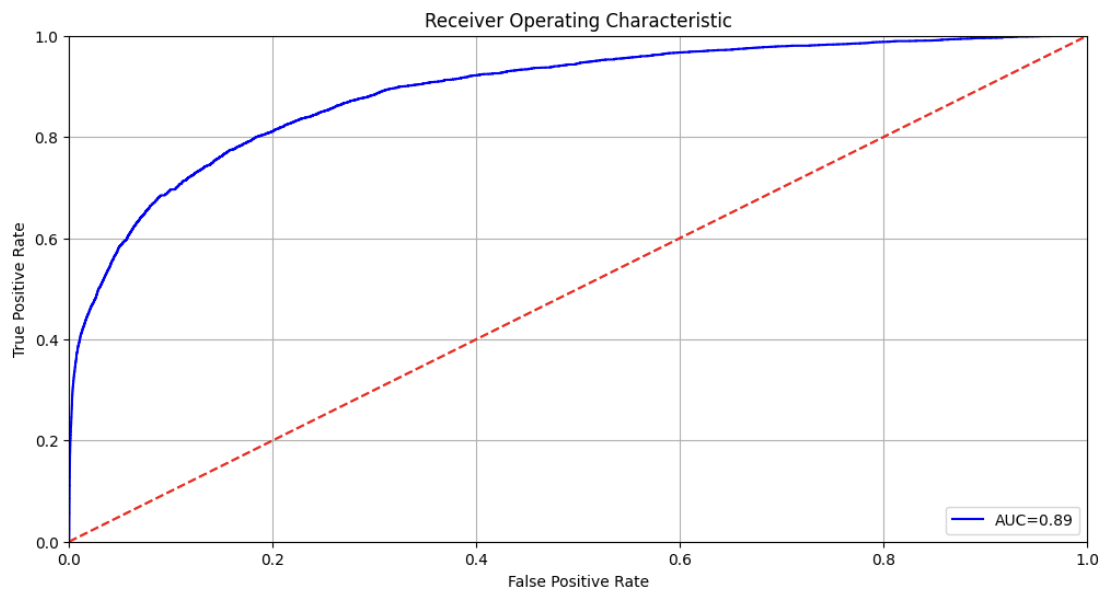 Receiver Operating Characteristic
1.0
0.8
0.6
0.4
0.2
0.0
True Positive Rate
0.0 0.2 0.4 0.6 0.8 1.0
False Positive Rate
AUC=0.89